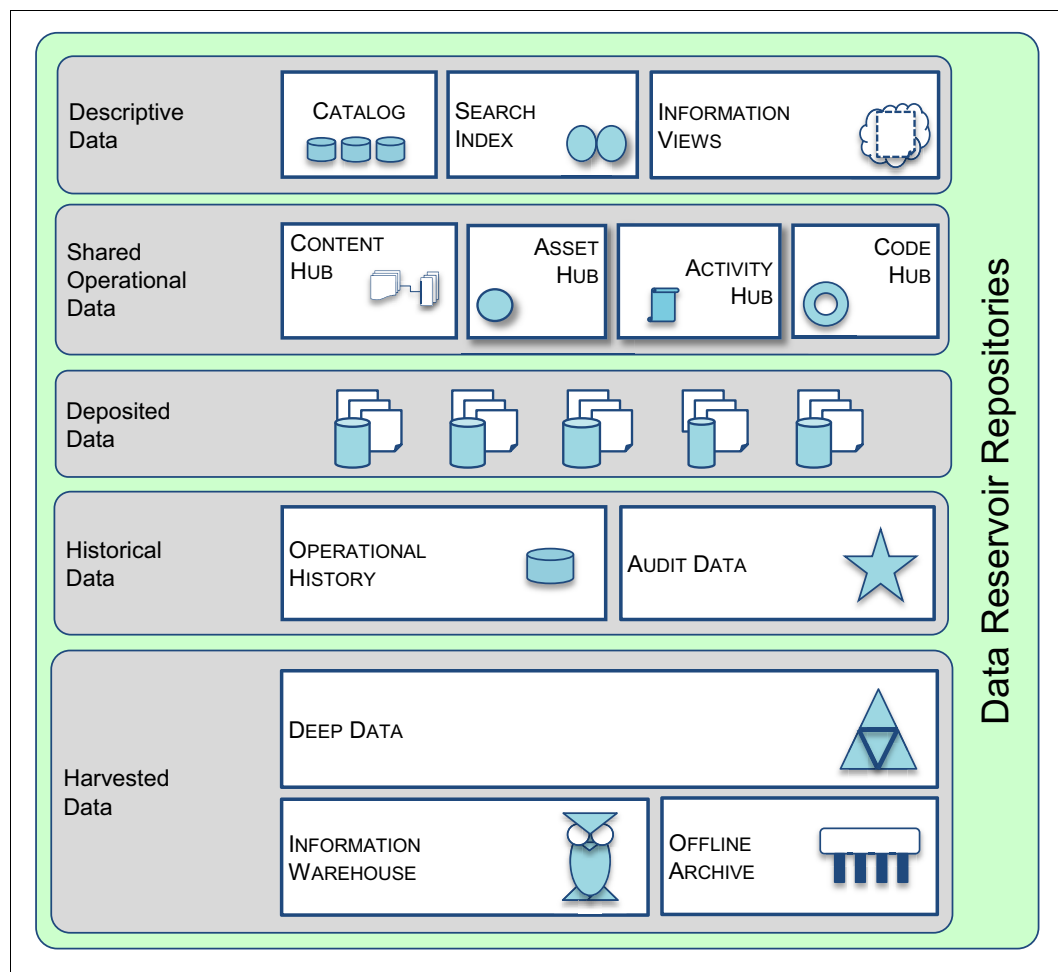 Descriptive
Data
CATALOG
SEARCH
INDEX
INFORMATION
VIEWS
Shared
Operational
Data
CONTENT
HUB
ASSET
HUB
ACTIVITY
HUB
CODE
HUB
Deposited
Data
Historical
Data
OPERATIONAL
HISTORY
AUDIT DATA
Harvested
Data
DEEP DATA
INFORMATION
WAREHOUSE
OFFLINE
ARCHIVE
Data Reservoir Repositories